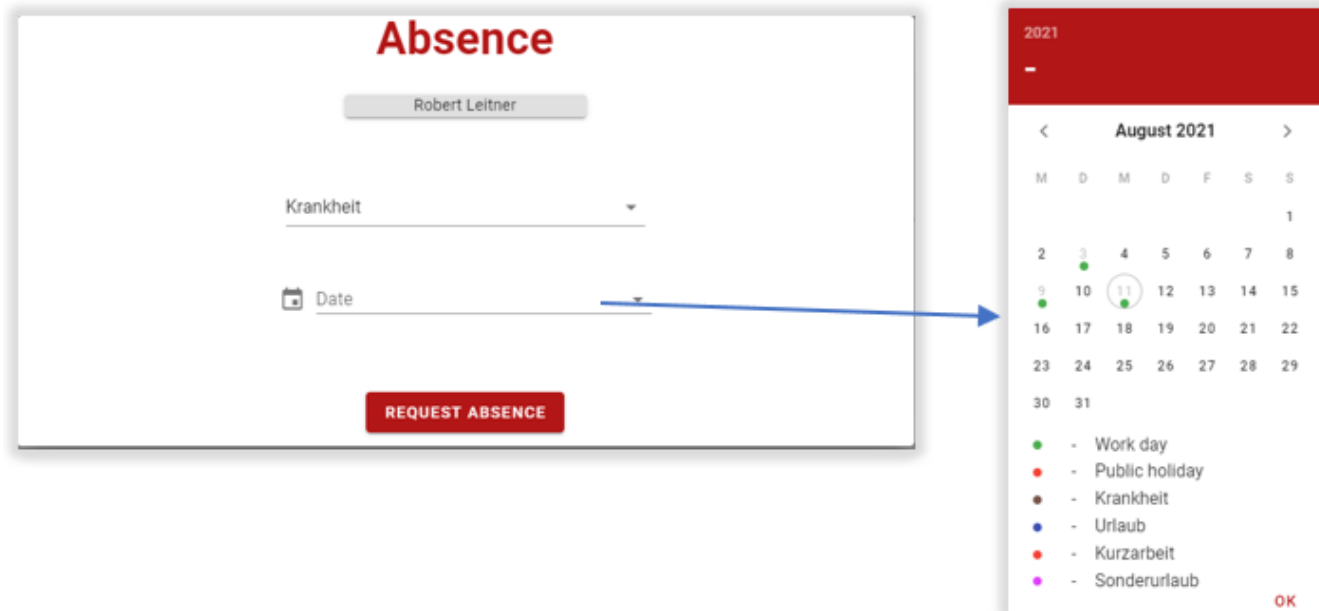 Absence
Robert Leitner
Krankheit
Date
REQUEST ABSENCE
2021
-
< August 2021 >
M D M D F S S
1
2 3 4 5 6 7 8
9 10 11 12 13 14 15
16 17 18 19 20 21 22
23 24 25 26 27 28 29
30 31
- Work day
- Public holiday
- Krankheit
- Urlaub
- Kurzarbeit
- Sonderurlaub
OK